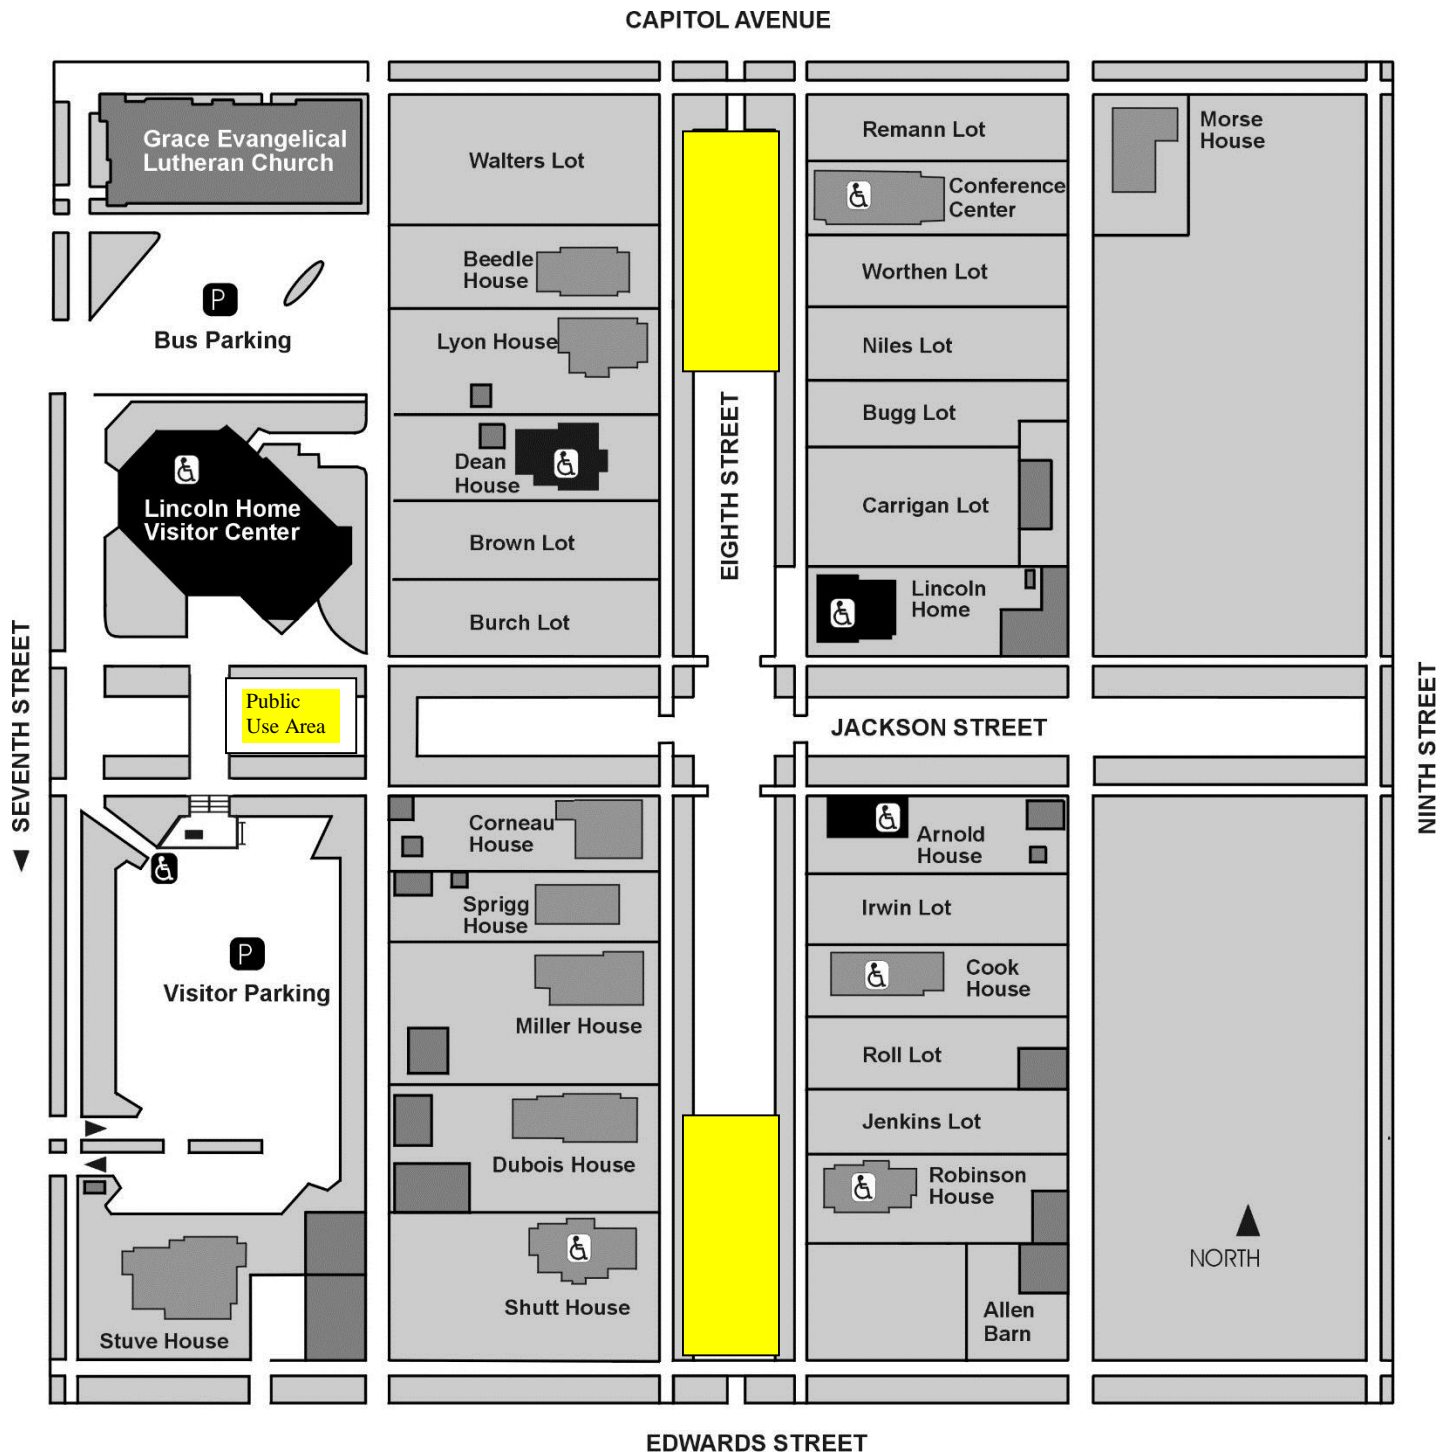 CAPITOL AVENUE
Grace Evangelical
Lutheran Church
Walters Lot
Remann Lot
Morse
House
Conference
Center
Beedle
House
Worthen Lot
P
Bus Parking
Lyon House
Niles Lot
Bugg Lot
Dean
House
Lincoln Home
Visitor Center
EIGHTH STREET
Carrigan Lot
Brown Lot
Burch Lot
Lincoln
Home
SEVENTH STREET
Public
Use Area
JACKSON STREET
NINTH STREET
Corneau
House
Arnold
House
Sprigg
House
Irwin Lot
P
Visitor Parking
Cook
House
Miller House
Roll Lot
Jenkins Lot
Dubois House
Robinson
House
NORTH
Shutt House
Stuve House
Allen
Barn
EDWARDS STREET